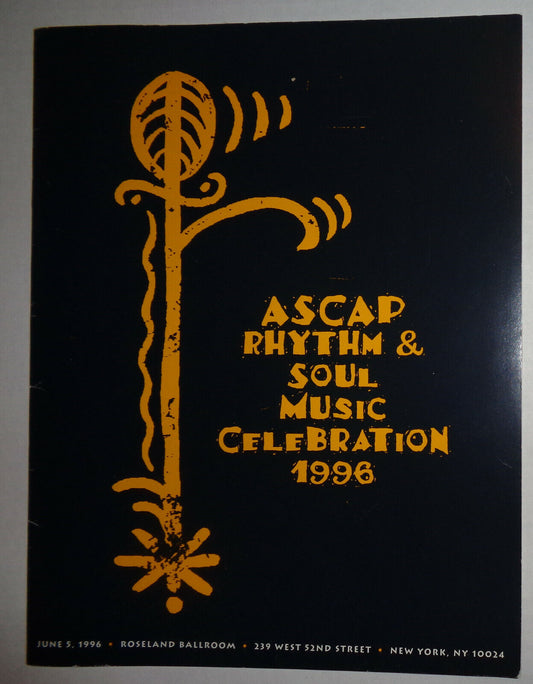 ASCAP
RHYTHM &
SOUL
MUSIC
CELEBRATION
1996
JUNE 5, 1996 • ROSELAND BALLROOM • 239 WEST 52ND STREET • NEW YORK, NY 10024